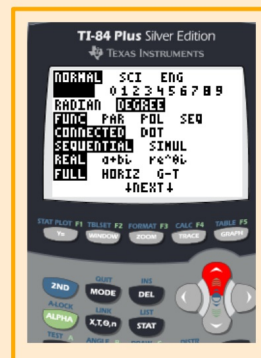 TI-84 Plus Silver Edition
TEXAS INSTRUMENTS
NORMAL SCI ENG
0 1 2 3 4 5 6 7 8 9
RADIAN DEGREE
FUNC PAR POL SEQ
CONNECTED DOT
SEQUENTIAL SIMUL
REAL a+bi re^θi
FULL HORIZ G-T
↓NEXT↓
STAT PLOT F1 TBLSET F2 FORMAT F3 CALC F4 TABLE F5
Y= WINDOW ZOOM TRACE GRAPH
QUIT INS
2ND MODE DEL
A-LOCK LINK LIST
ALPHA X,T,Θ,n STAT
TEST A ANGLE